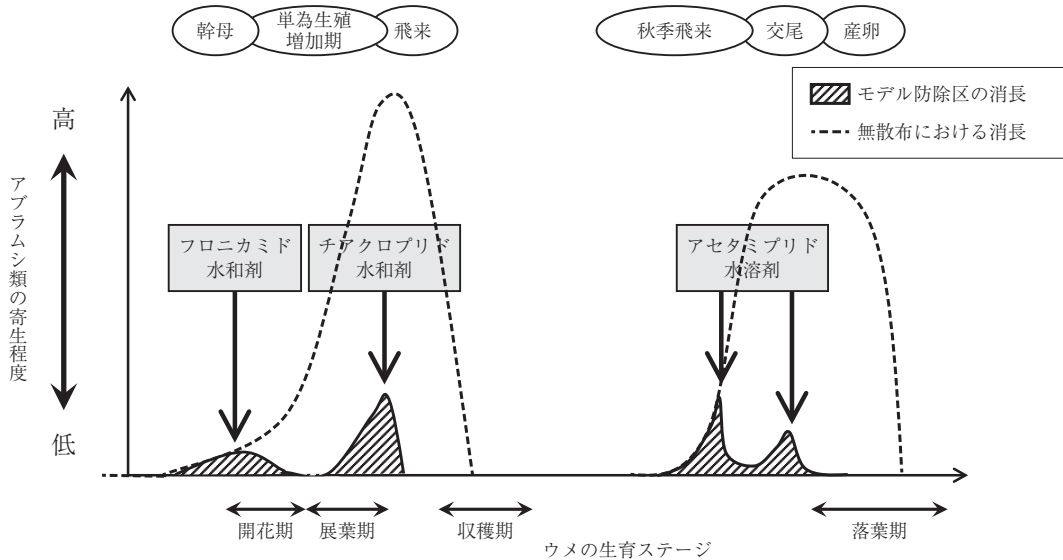 幹母
単為生殖
増加期
飛来
秋季飛来
交尾
産卵
モデル防除区の消長
無散布における消長
高
アブラムシ類の寄生程度
低
フロニカミド
水和剤
チアクロプリド
水和剤
アセタミプリド
水溶剤
開花期
展葉期
収穫期
落葉期
ウメの生育ステージ